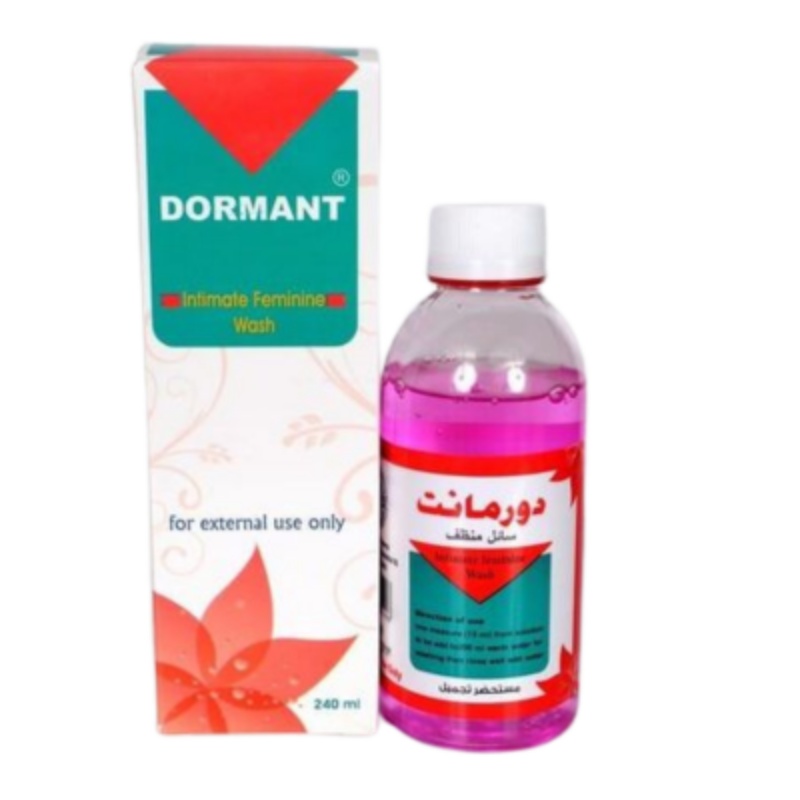 ®
DORMANT
Intimate Feminine
Wash
for external use only
240 ml
دورمانت
سائل منظف
Intimate feminine
Wash
direction of use
مستحضر تجميل